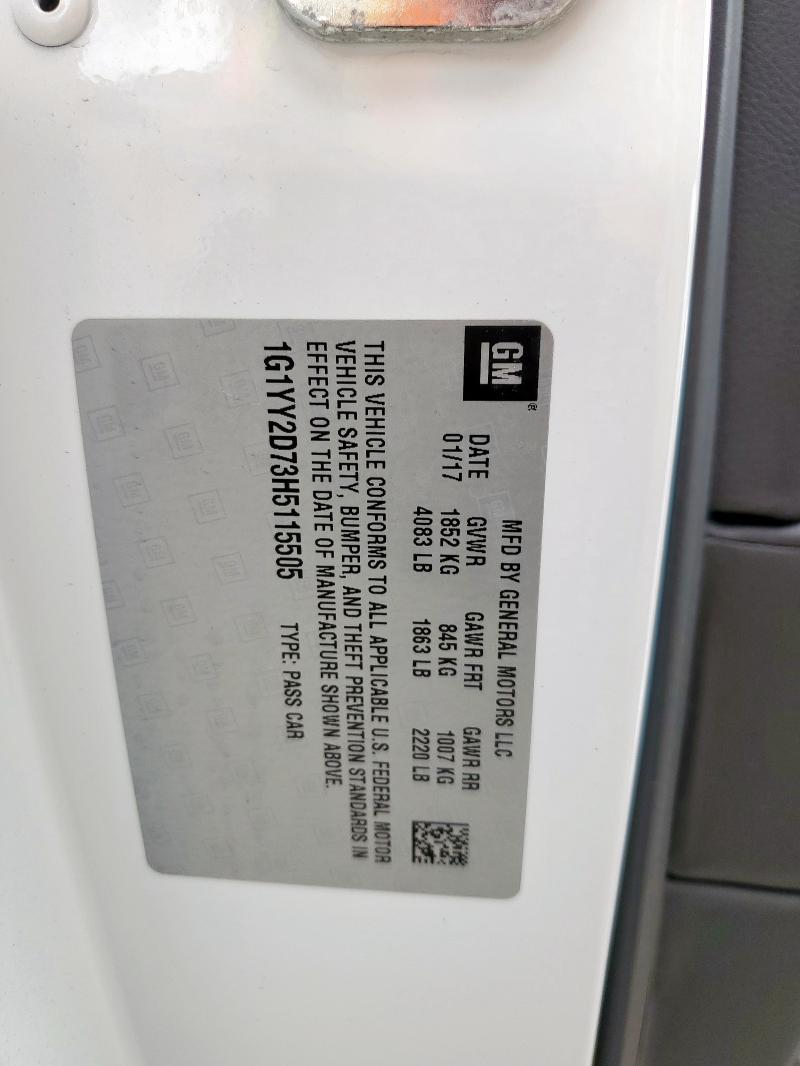 GM®
MFD BY GENERAL MOTORS LLC
DATE GVWR GAWR FRT GAWR RR
01/17 1852 KG 845 KG 1007 KG
4083 LB 1863 LB 2220 LB
THIS VEHICLE CONFORMS TO ALL APPLICABLE U.S. FEDERAL MOTOR
VEHICLE SAFETY, BUMPER, AND THEFT PREVENTION STANDARDS IN
EFFECT ON THE DATE OF MANUFACTURE SHOWN ABOVE.
1G1YY2D73H5115505 TYPE: PASS CAR